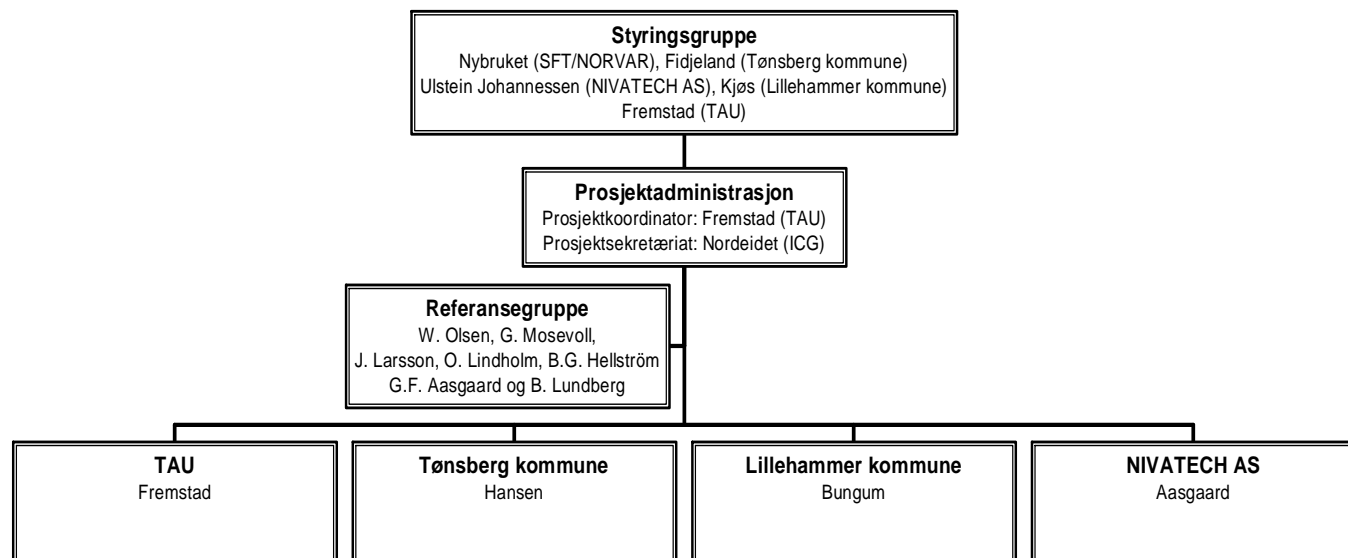 Styringsgruppe
Nybruket (SFT/NORVAR), Fidjeland (Tønsberg kommune)
Ulstein Johannessen (NIVATECH AS), Kjøs (Lillehammer kommune)
Fremstad (TAU)
Prosjektadministrasjon
Prosjektkoordinator: Fremstad (TAU)
Prosjektsekretæriat: Nordeidet (ICG)
Referansegruppe
W. Olsen, G. Mosevoll,
J. Larsson, O. Lindholm, B.G. Hellström
G.F. Aasgaard og B. Lundberg
TAU
Fremstad
Tønsberg kommune
Hansen
Lillehammer kommune
Bungum
NIVATECH AS
Aasgaard